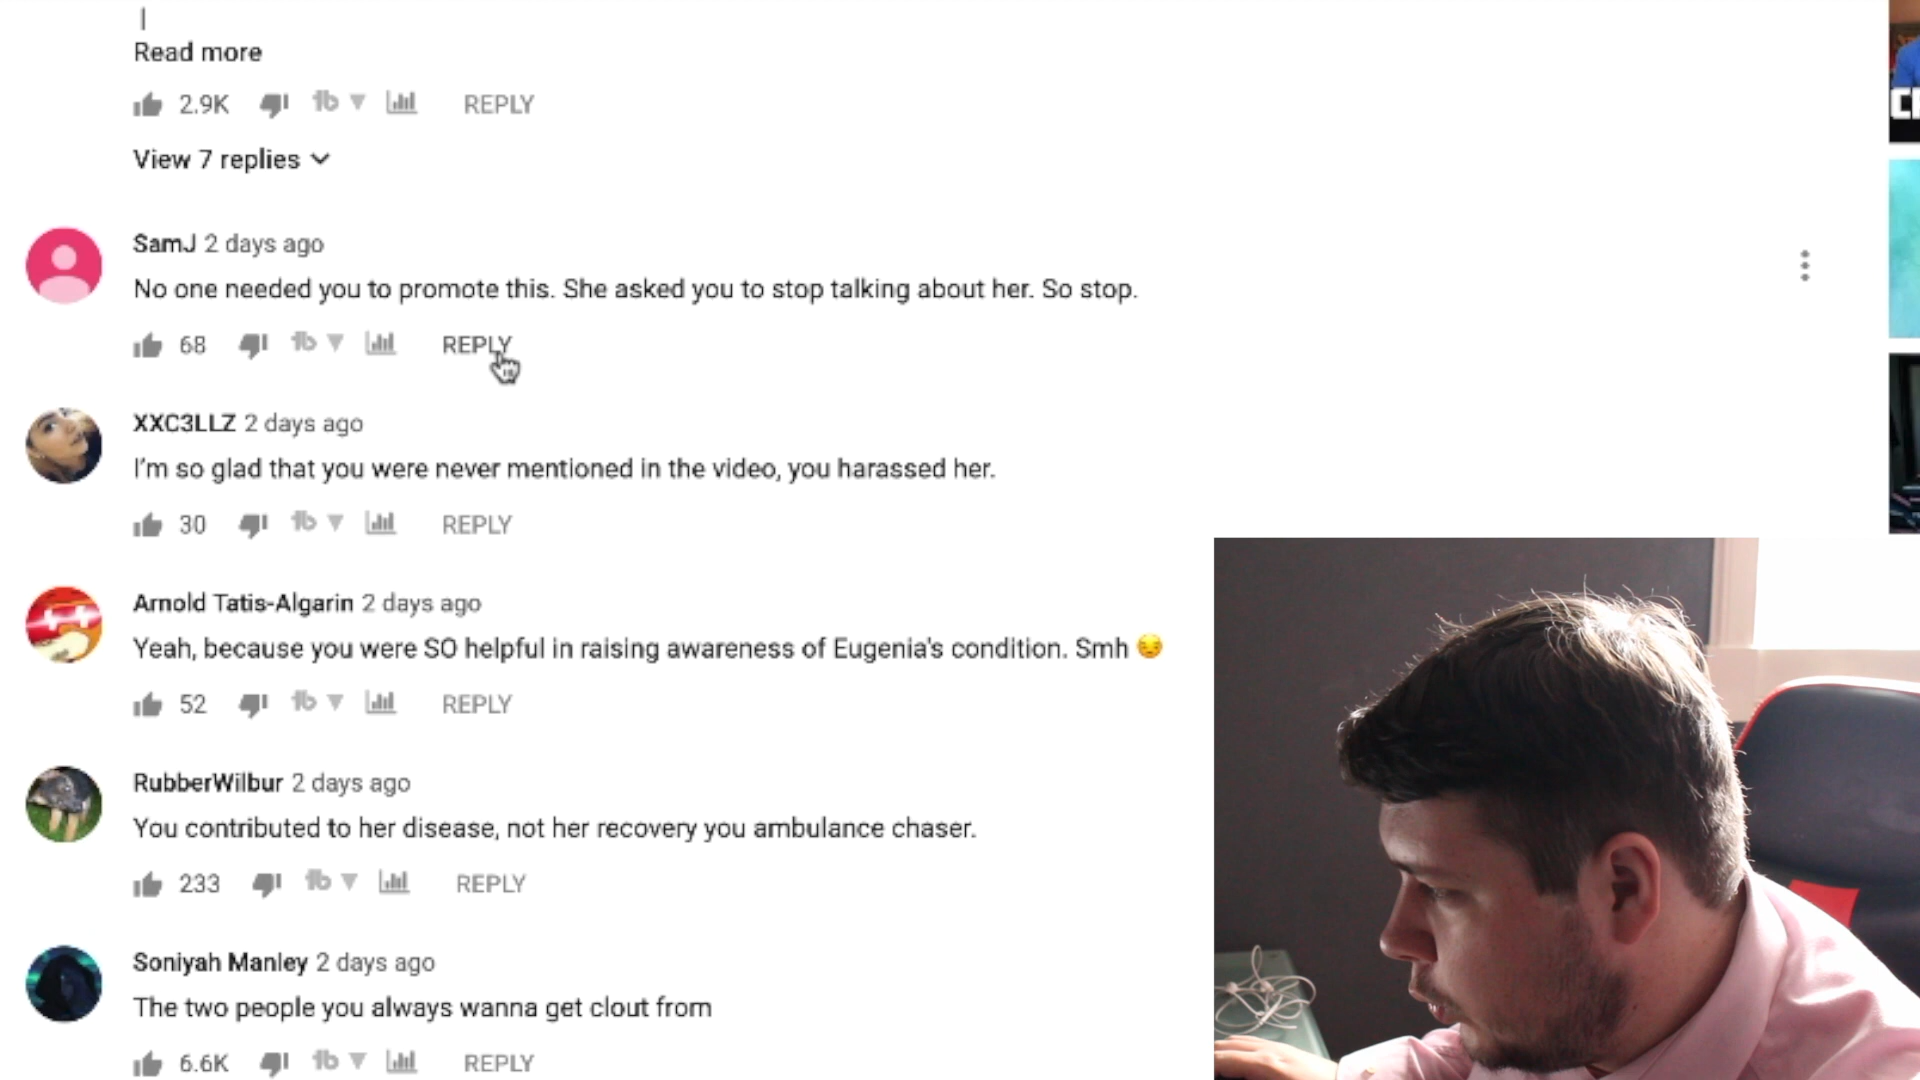 Read more
2.9K REPLY
View 7 replies
SamJ 2 days ago
No one needed you to promote this. She asked you to stop talking about her. So stop.
68 REPLY
XXC3LLZ 2 days ago
I'm so glad that you were never mentioned in the video, you harassed her.
30 REPLY
Arnold Tatis-Algarin 2 days ago
Yeah, because you were SO helpful in raising awareness of Eugenia's condition. Smh 😔
52 REPLY
RubberWilbur 2 days ago
You contributed to her disease, not her recovery you ambulance chaser.
233 REPLY
Soniyah Manley 2 days ago
The two people you always wanna get clout from
6.6K REPLY